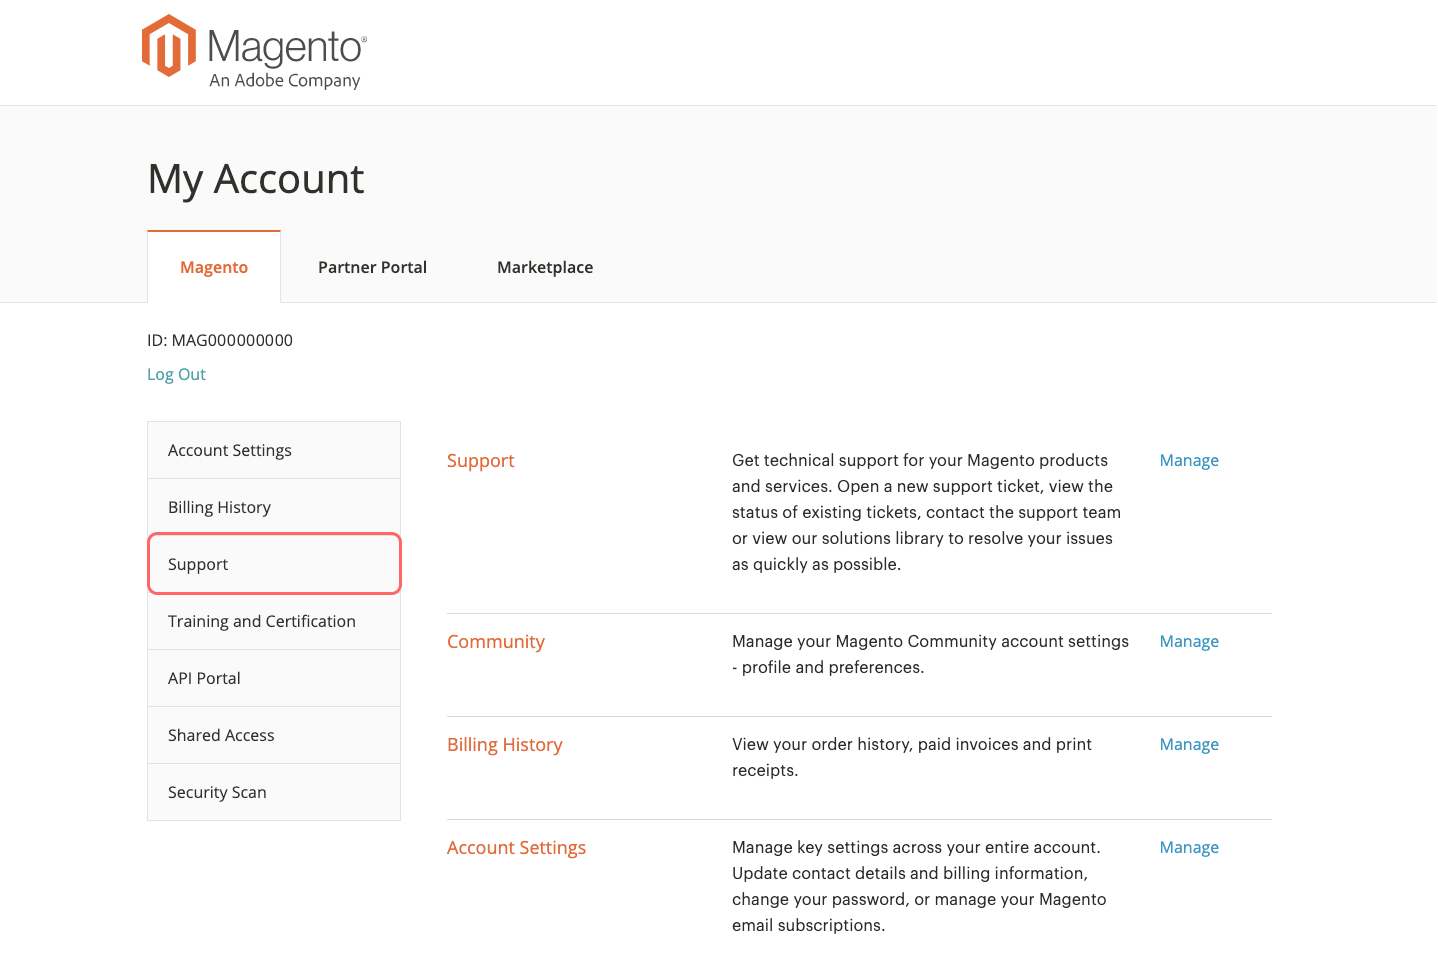 Magento®
An Adobe Company
My Account
Magento
Partner Portal
Marketplace
ID: MAG000000000
Log Out
Account Settings
Billing History
Support
Training and Certification
API Portal
Shared Access
Security Scan
Support
Get technical support for your Magento products
and services. Open a new support ticket, view the
status of existing tickets, contact the support team
or view our solutions library to resolve your issues
as quickly as possible.
Manage
Community
Manage your Magento Community account settings
- profile and preferences.
Manage
Billing History
View your order history, paid invoices and print
receipts.
Manage
Account Settings
Manage key settings across your entire account.
Update contact details and billing information,
change your password, or manage your Magento
email subscriptions.
Manage